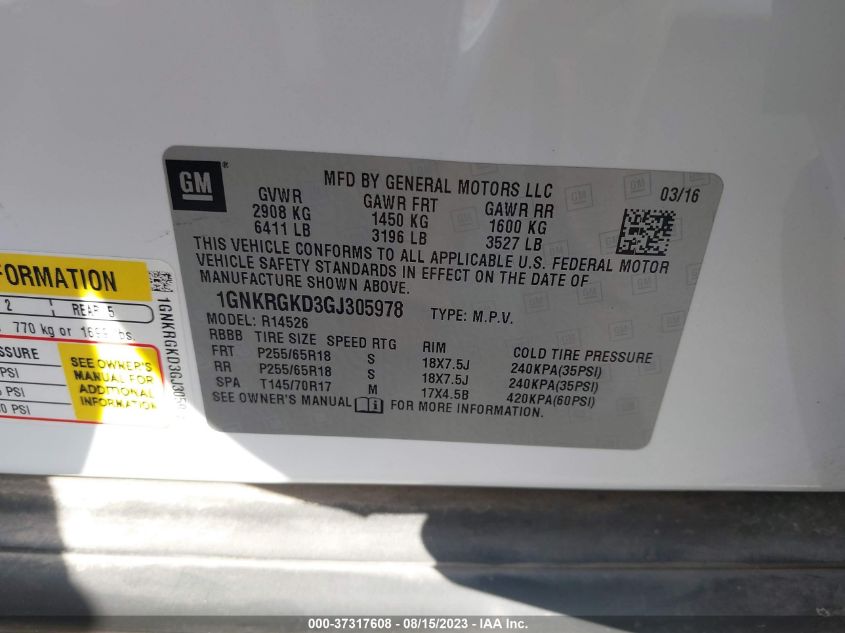 GM ®
MFD BY GENERAL MOTORS LLC
03/16
GVWR GAWR FRT GAWR RR
2908 KG 1450 KG 1600 KG
6411 LB 3196 LB 3527 LB
THIS VEHICLE CONFORMS TO ALL APPLICABLE U.S. FEDERAL MOTOR
VEHICLE SAFETY STANDARDS IN EFFECT ON THE DATE OF
MANUFACTURE SHOWN ABOVE.
1GNKRGKD3GJ305978 TYPE: M.P.V.
MODEL: R14526
RBBB TIRE SIZE SPEED RTG RIM COLD TIRE PRESSURE
FRT P255/65R18 S 18X7.5J 240KPA(35PSI)
RR P255/65R18 S 18X7.5J 240KPA(35PSI)
SPA T145/70R17 M 17X4.5B 420KPA(60PSI)
SEE OWNER'S MANUAL i FOR MORE INFORMATION.
FORMATION
2 REAR 5
770 kg or 1699 lbs.
SSURE
PSI
PSI
0 PSI
SEE OWNER'S
MANUAL FOR
ADDITIONAL
INFORMATION
1GNKRGKD3GJ3059
000-37317608 - 08/15/2023 - IAA Inc.